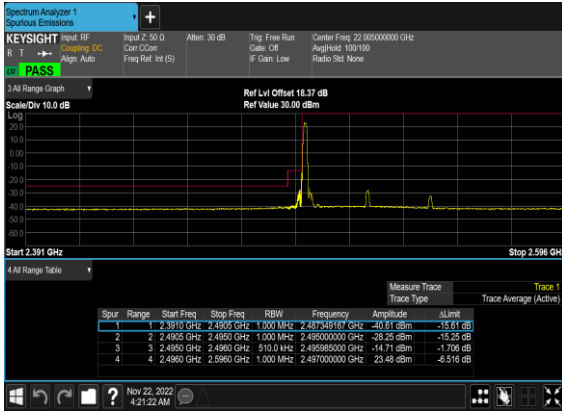 Spectrum Analyzer 1
Spurious Emissions
+
KEYSIGHT
R T
PASS
Input: RF
Coupling: DC
Align: Auto
Input Z: 50 Ω
Corr CCorr
Freq Ref: Int (S)
Atten: 30 dB
Trig: Free Run
Gate: Off
IF Gain: Low
Center Freq: 22.005000000 GHz
Avg|Hold: 100/100
Radio Std: None
3 All Range Graph
Scale/Div 10.0 dB
Ref Lvl Offset 18.37 dB
Ref Value 30.00 dBm
Log
20.0
10.0
0.00
-10.0
-20.0
-30.0
-40.0
-50.0
-60.0
Start 2.391 GHz
Stop 2.596 GH
4 All Range Table
Measure Trace Trace 1
Trace Type Trace Average (Active)
Spur Range Start Freq Stop Freq RBW Frequency Amplitude ΔLimit
1 1 2.3910 GHz 2.4905 GHz 1.000 MHz 2.487349167 GHz -40.61 dBm -15.61 dB
2 2 2.4905 GHz 2.4950 GHz 1.000 MHz 2.495000000 GHz -28.25 dBm -15.25 dB
3 3 2.4950 GHz 2.4960 GHz 510.0 kHz 2.495985000 GHz -14.71 dBm -1.706 dB
4 4 2.4960 GHz 2.5960 GHz 1.000 MHz 2.497000000 GHz 23.48 dBm -6.516 dB
?
Nov 22, 2022
4:21:22 AM